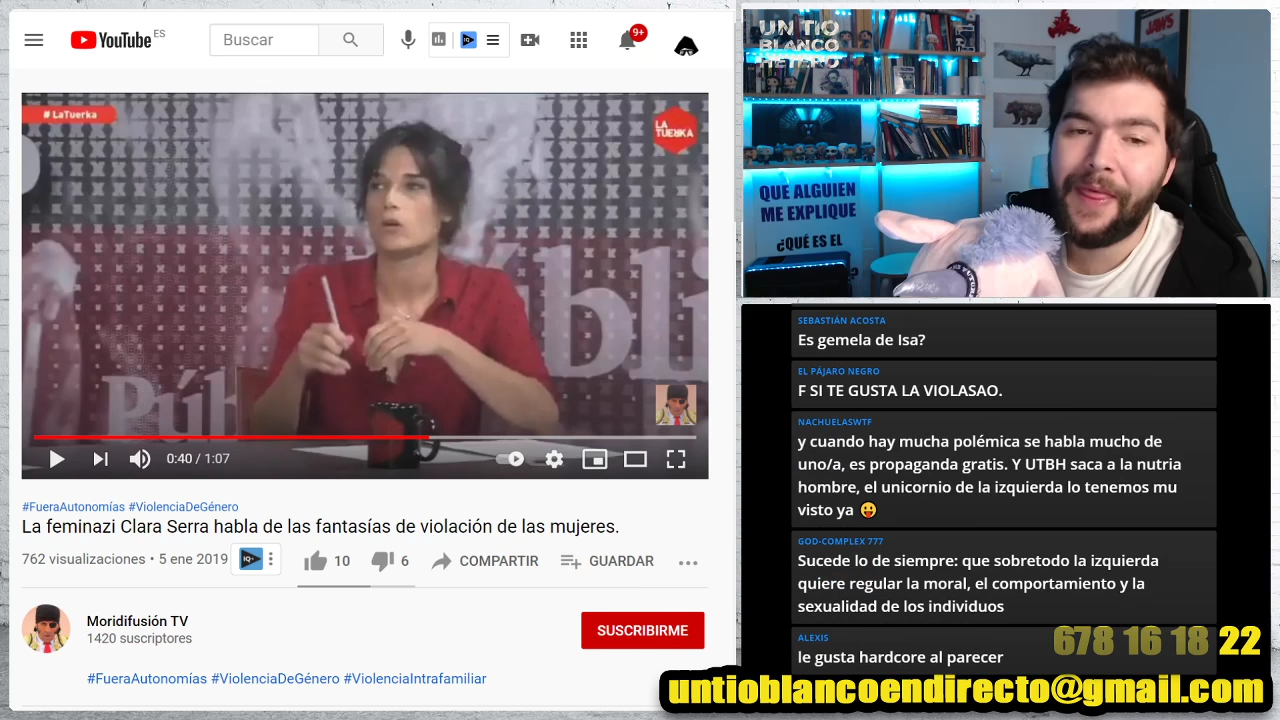 YouTube ES
Buscar
9+
# LaTuerka
LA TUERKA
Públi
bli
0:40 / 1:07
#FueraAutonomías #ViolenciaDeGénero
La feminazi Clara Serra habla de las fantasías de violación de las mujeres.
762 visualizaciones • 5 ene 2019
10
6
COMPARTIR
GUARDAR
Moridifusión TV
1420 suscriptores
SUSCRIBIRME
#FueraAutonomías #ViolenciaDeGénero #ViolenciaIntrafamiliar
UN TIO
BLANCO
HETERO
JAWS
QUE ALGUIEN
ME EXPLIQUE
¿QUÉ ES EL
SEBASTIÁN ACOSTA
Es gemela de Isa?
EL PÁJARO NEGRO
F SI TE GUSTA LA VIOLASAO.
NACHUELASWTF
y cuando hay mucha polémica se habla mucho de
uno/a, es propaganda gratis. Y UTBH saca a la nutria
hombre, el unicornio de la izquierda lo tenemos mu
visto ya 😛
GOD-COMPLEX 777
Sucede lo de siempre: que sobretodo la izquierda
quiere regular la moral, el comportamiento y la
sexualidad de los individuos
ALEXIS
le gusta hardcore al parecer
678 16 18 22
untioblancoendirecto@gmail.com